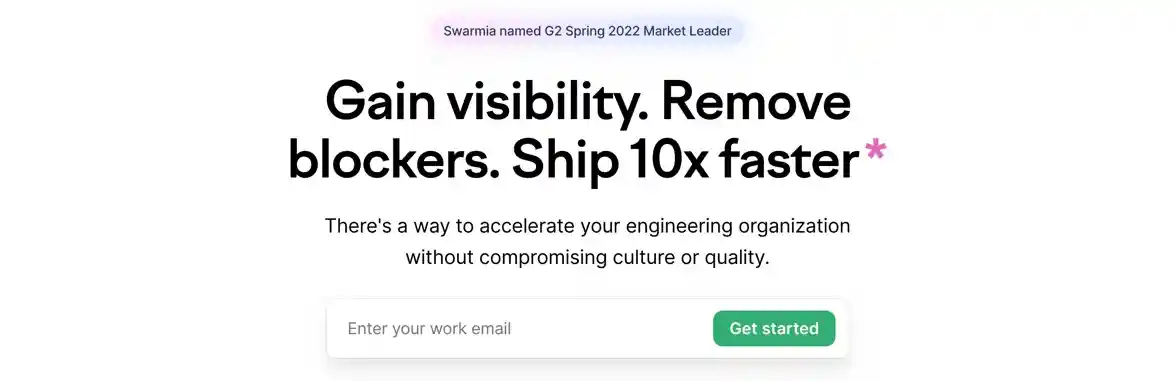 Swarmia named G2 Spring 2022 Market Leader
Gain visibility. Remove
blockers. Ship 10x faster*
There's a way to accelerate your engineering organization
without compromising culture or quality.
Enter your work email
Get started